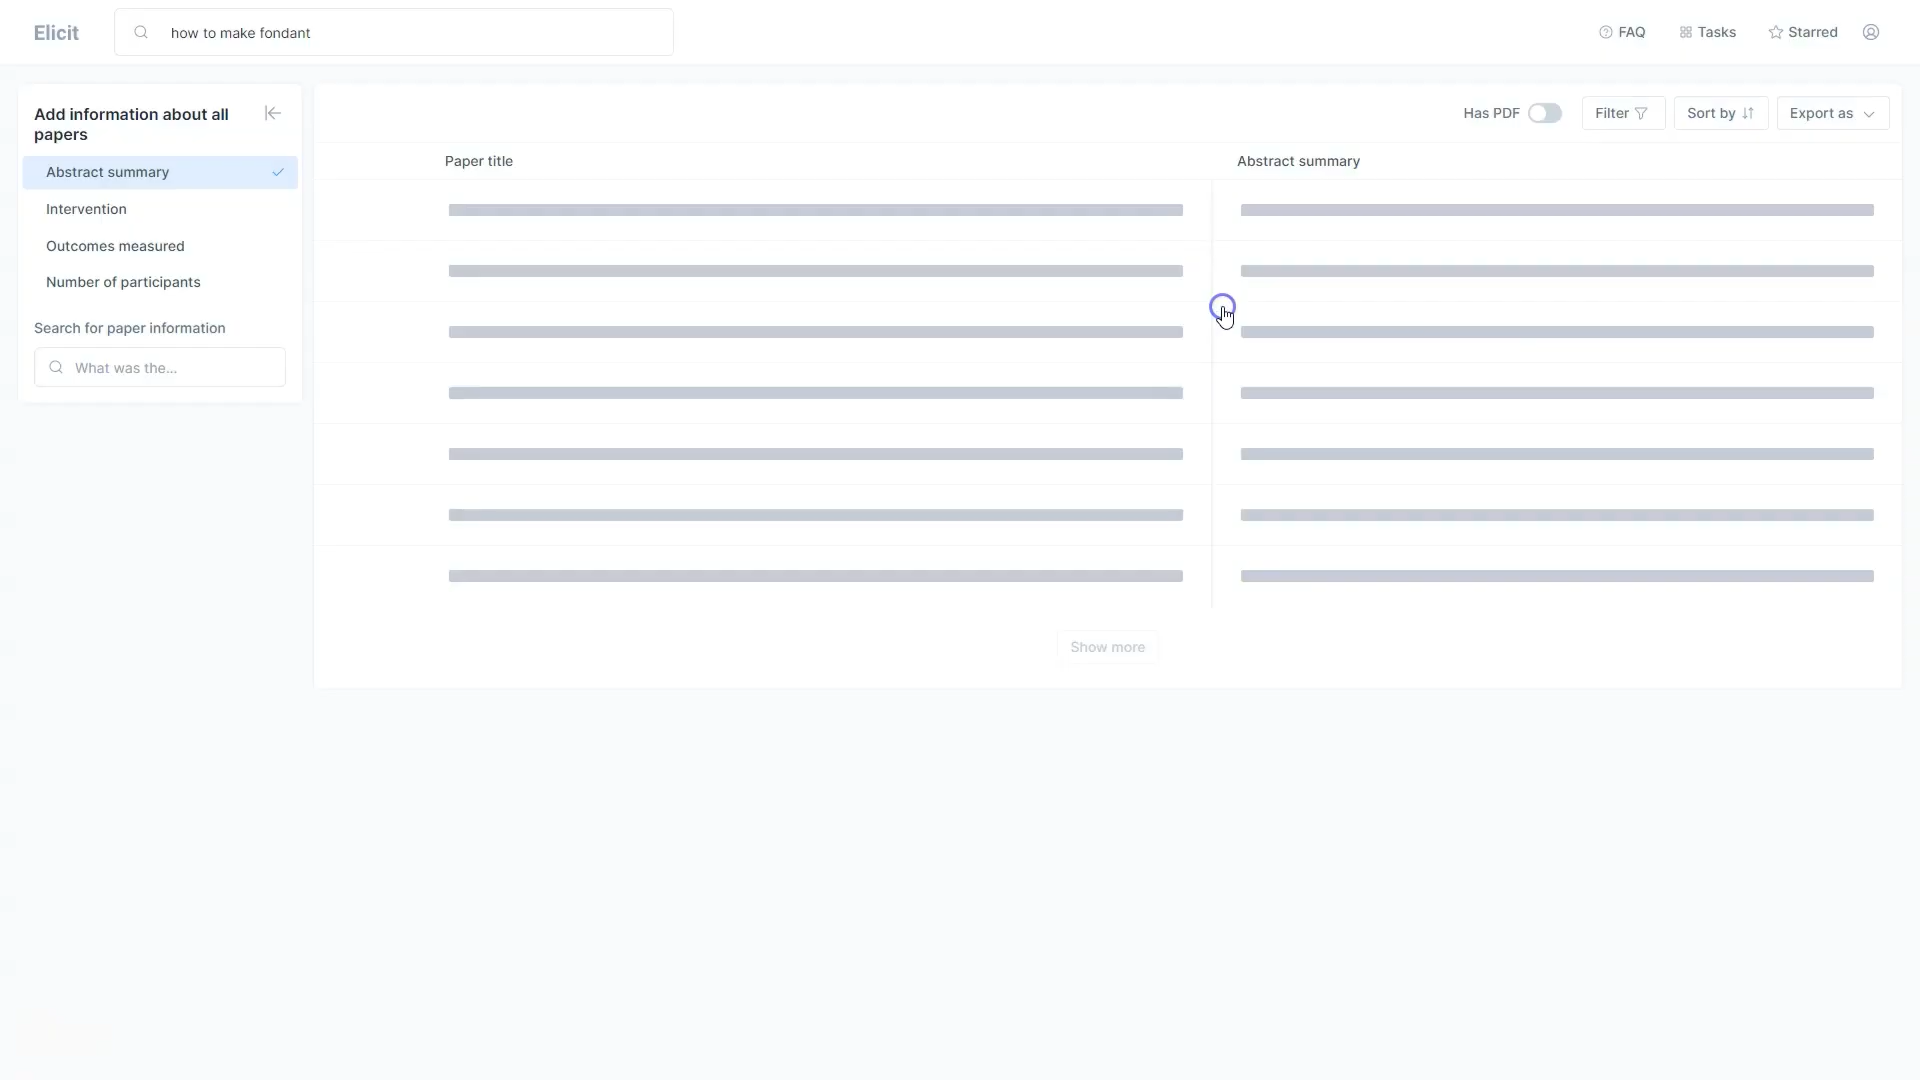 Elicit
how to make fondant
FAQ
Tasks
Starred
Add information about all
papers
Abstract summary
Intervention
Outcomes measured
Number of participants
Search for paper information
What was the...
Has PDF
Filter
Sort by
Export as
Paper title
Abstract summary
Show more